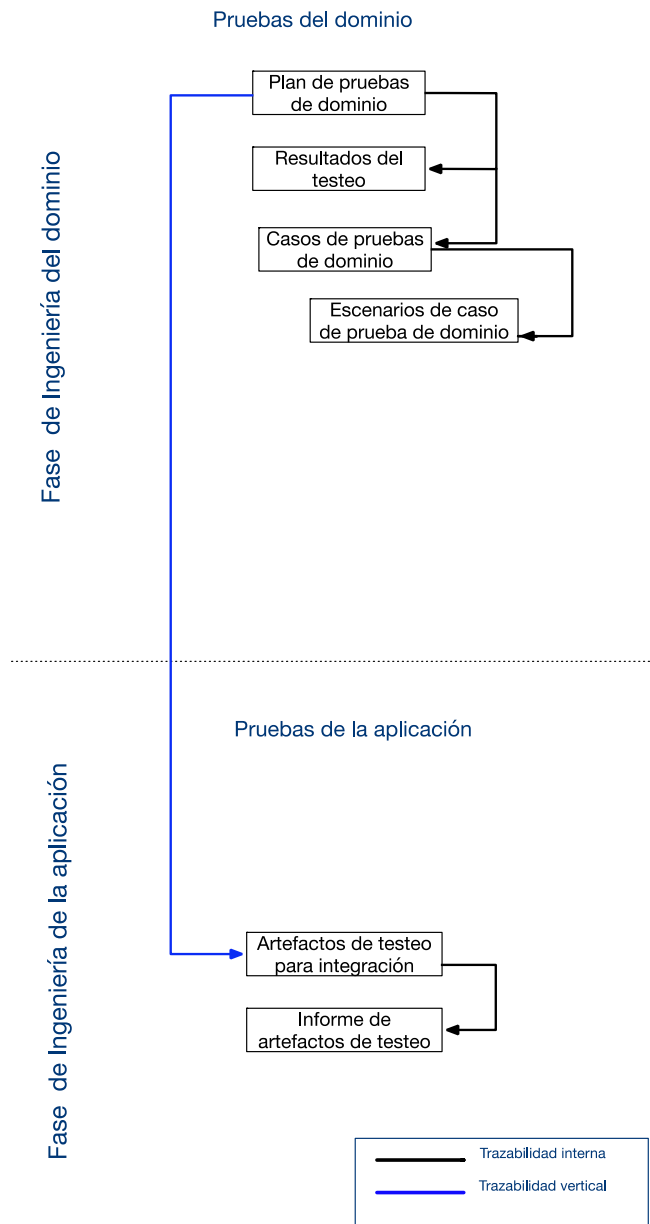 Pruebas del dominio
Plan de pruebas
de dominio
Resultados del
testeo
Casos de pruebas
de dominio
Escenarios de caso
de prueba de dominio
Fase de Ingeniería del dominio
Pruebas de la aplicación
Fase de Ingeniería de la aplicación
Artefactos de testeo
para integración
Informe de
artefactos de testeo
Trazabilidad interna
Trazabilidad vertical